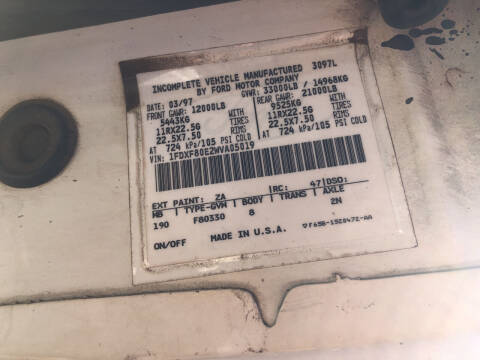 INCOMPLETE VEHICLE MANUFACTURED 3097L
BY FORD MOTOR COMPANY
DATE: 03/97 GVWR: 33000LB / 14968KG
FRONT GAWR: 12000LB REAR GAWR: 21000LB
5443KG WITH 9525KG WITH
11RX22.5G TIRES 11RX22.5G TIRES
22.5X7.50 RIMS 22.5X7.50 RIMS
AT 724 kPa/105 PSI COLD AT 724 kPa/105 PSI COLD
VIN: 1FDXF80E2WVA05019
EXT PAINT: ZA RC: 47 DSO:
WB TYPE-GVW BODY TRANS AXLE
190 F80330 8 2N
ON/OFF MADE IN U.S.A.